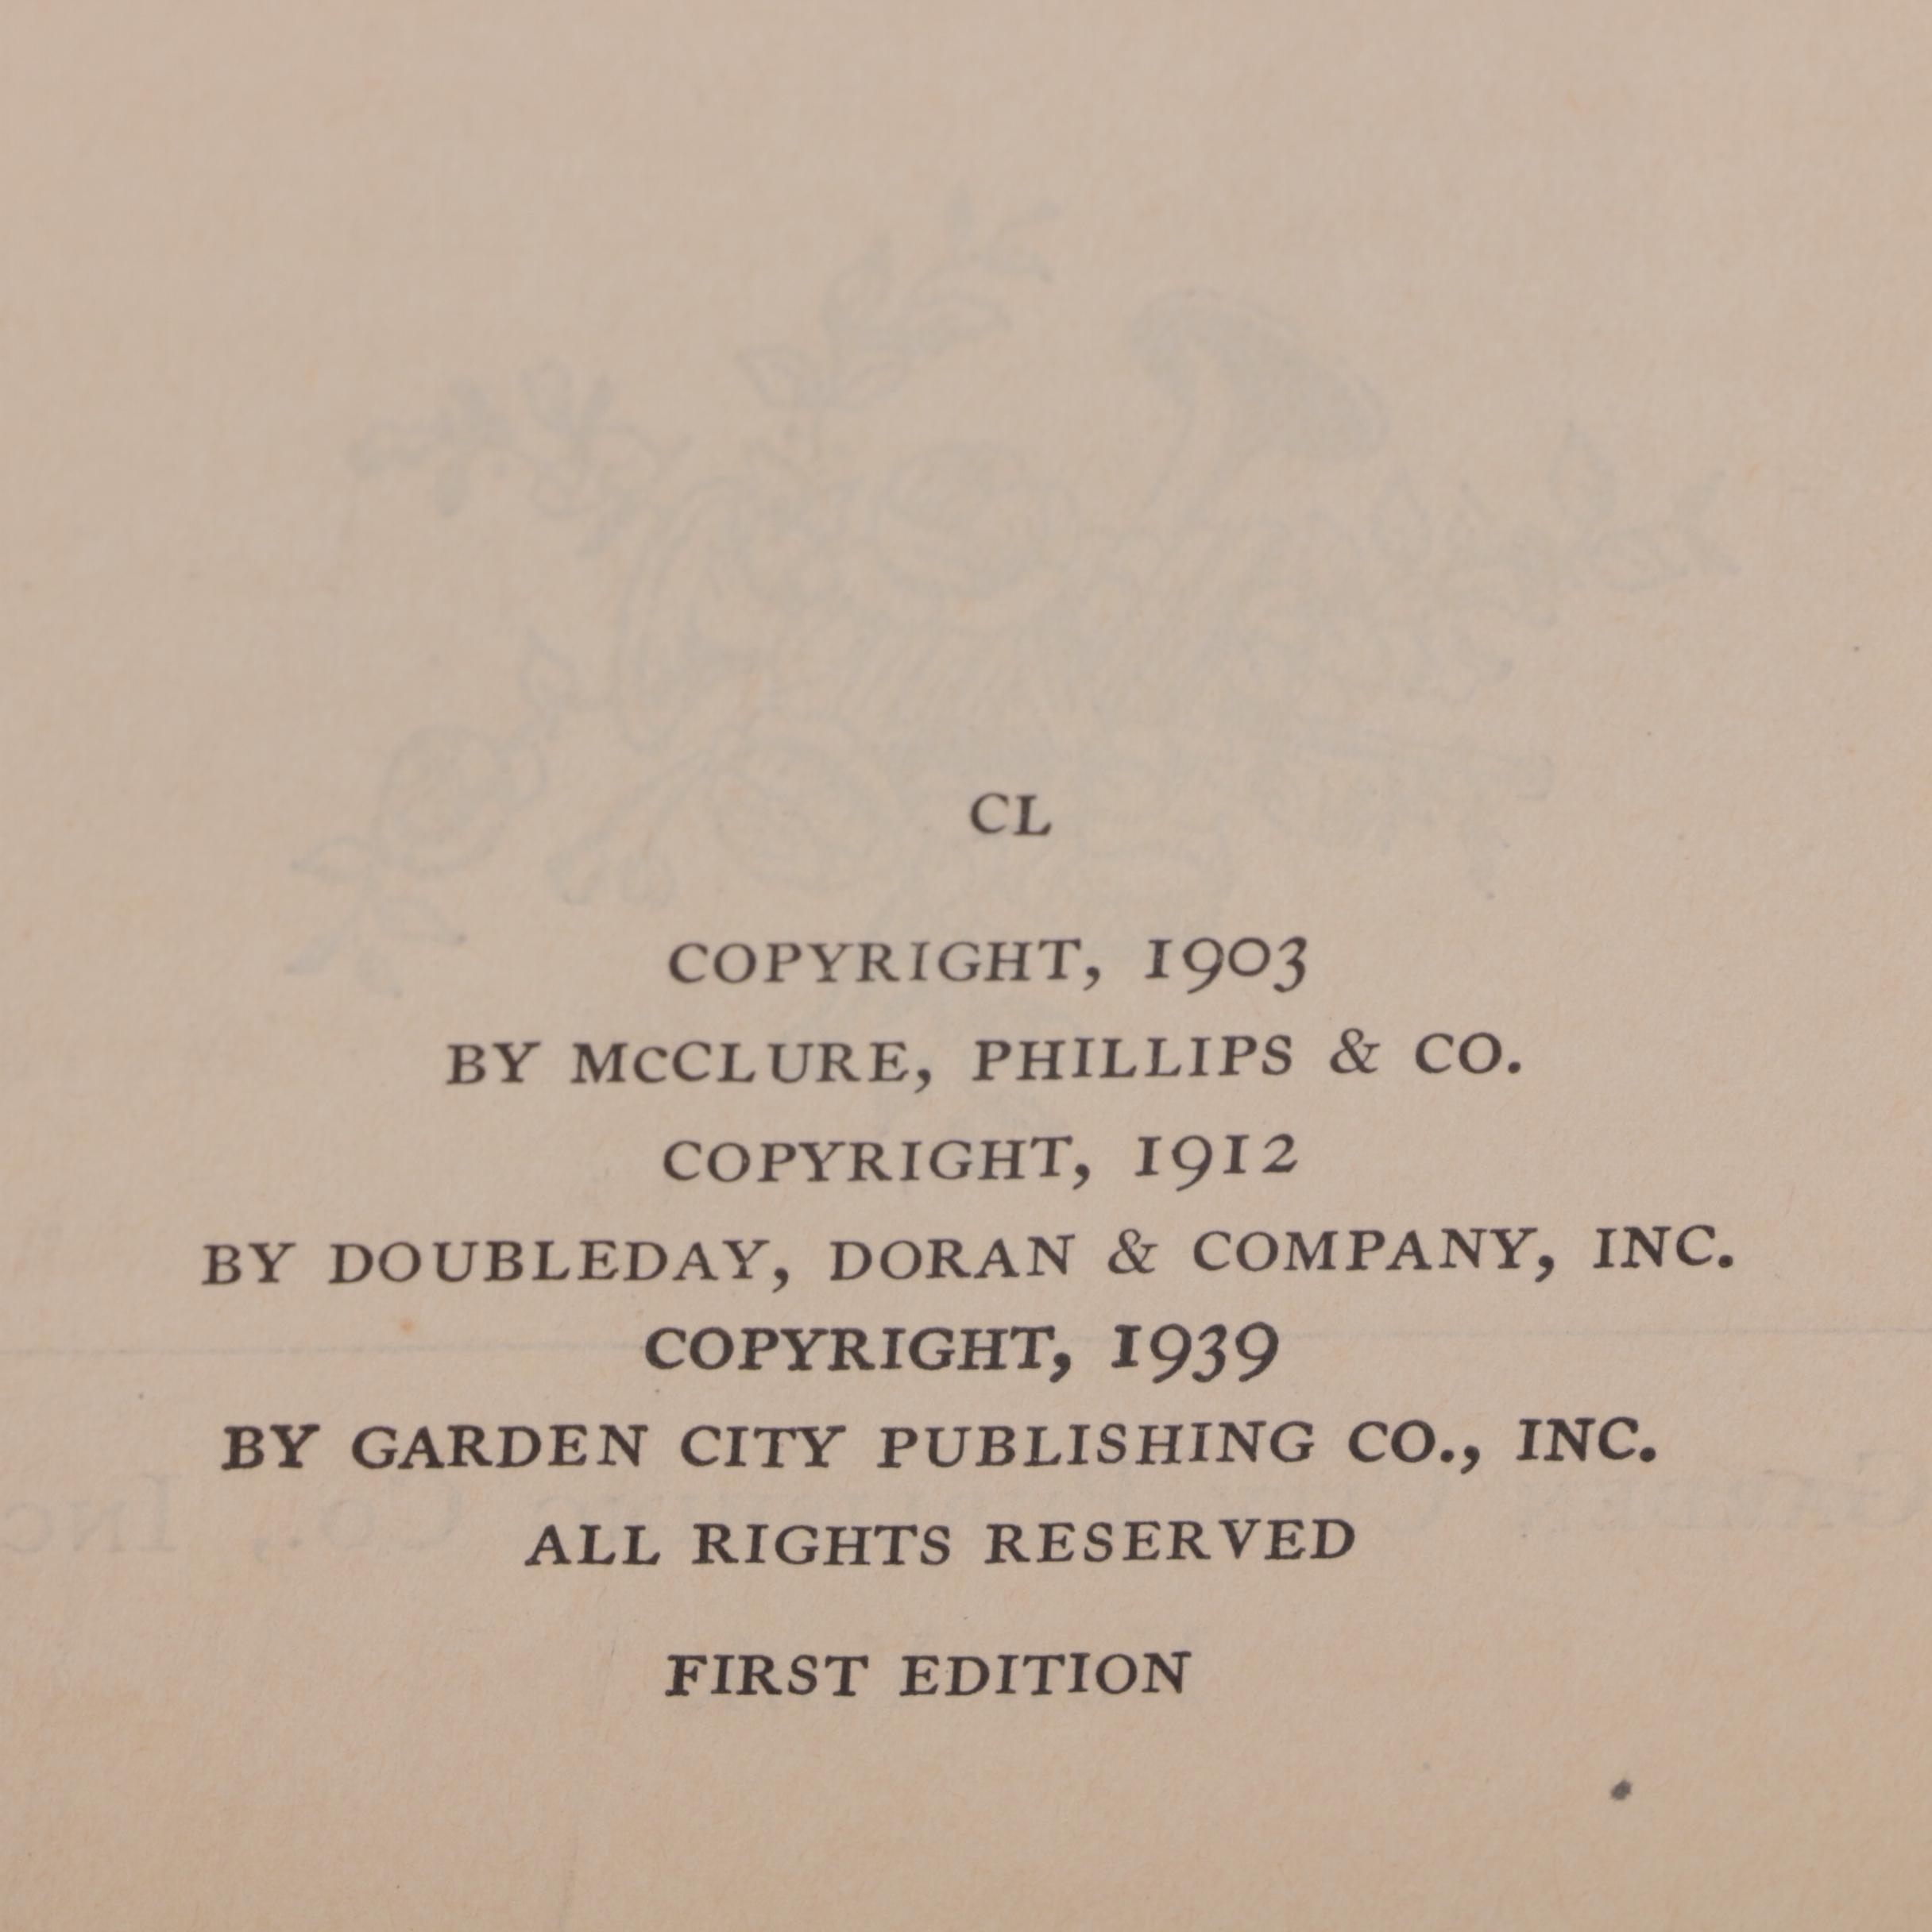 CL
COPYRIGHT, 1903
BY McCLURE, PHILLIPS & CO.
COPYRIGHT, 1912
BY DOUBLEDAY, DORAN & COMPANY, INC.
COPYRIGHT, 1939
BY GARDEN CITY PUBLISHING CO., INC.
ALL RIGHTS RESERVED
FIRST EDITION